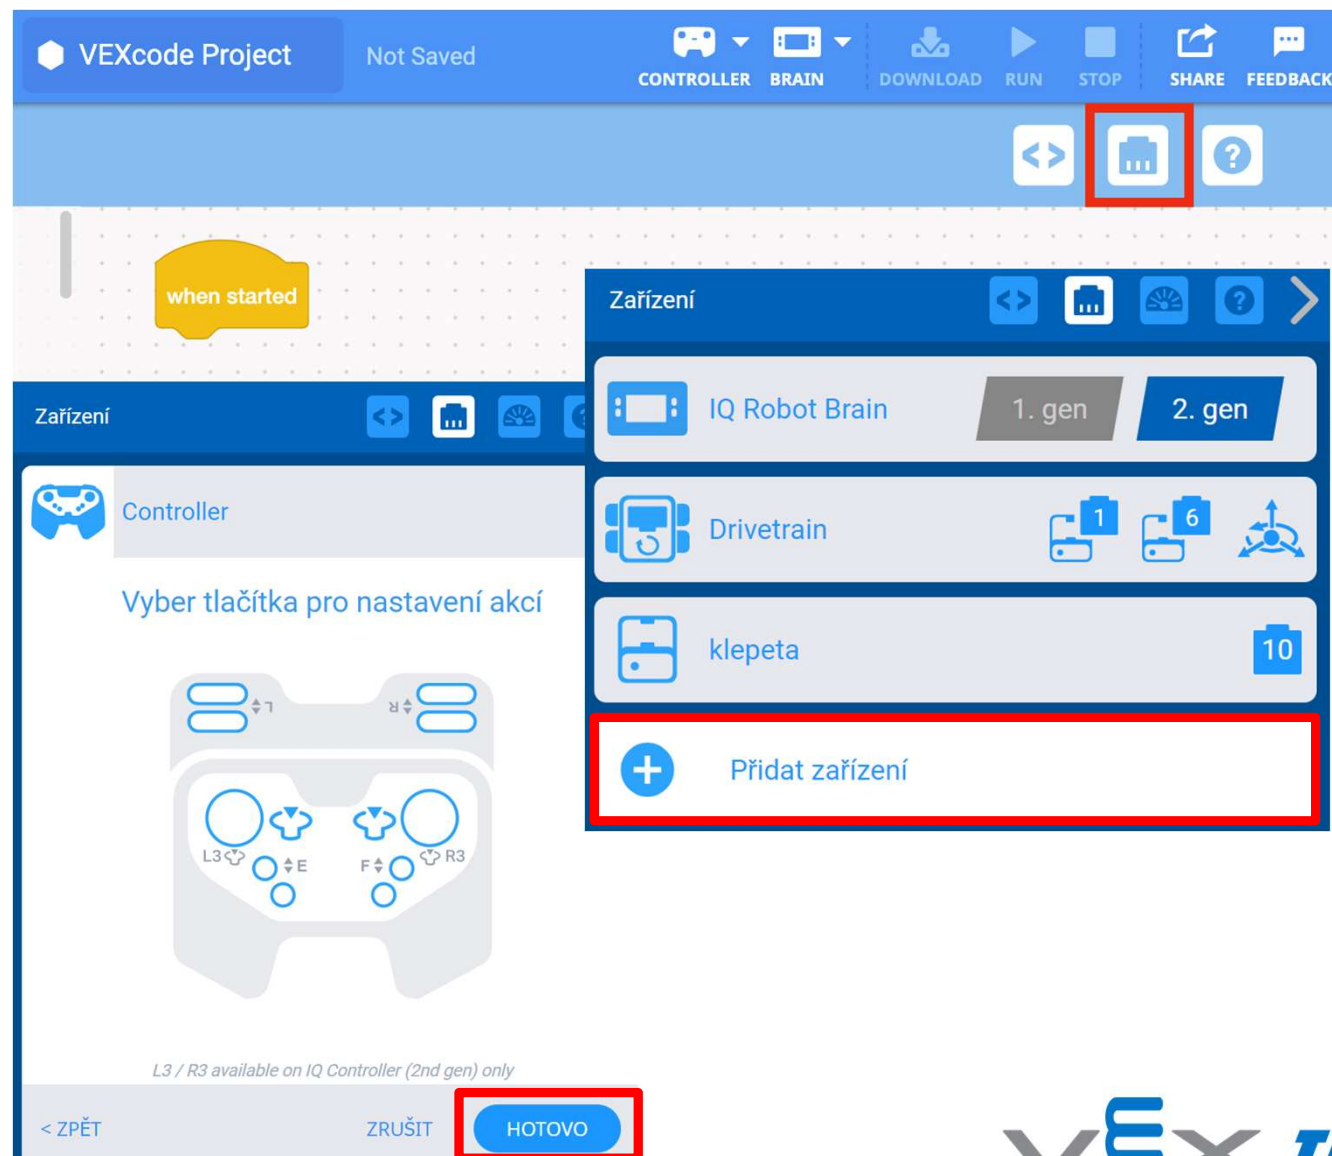 VEXcode Project
Not Saved
CONTROLLER
BRAIN
DOWNLOAD
RUN
STOP
SHARE
FEEDBACK
when started
Zařízení
IQ Robot Brain
1. gen
2. gen
Drivetrain
1
6
klepeta
10
Přidat zařízení
Zařízení
Controller
Vyber tlačítka pro nastavení akcí
L
R
L3
E
F
R3
L3 / R3 available on IQ Controller (2nd gen) only
< ZPĚT
ZRUŠIT
HOTOVO
VEX